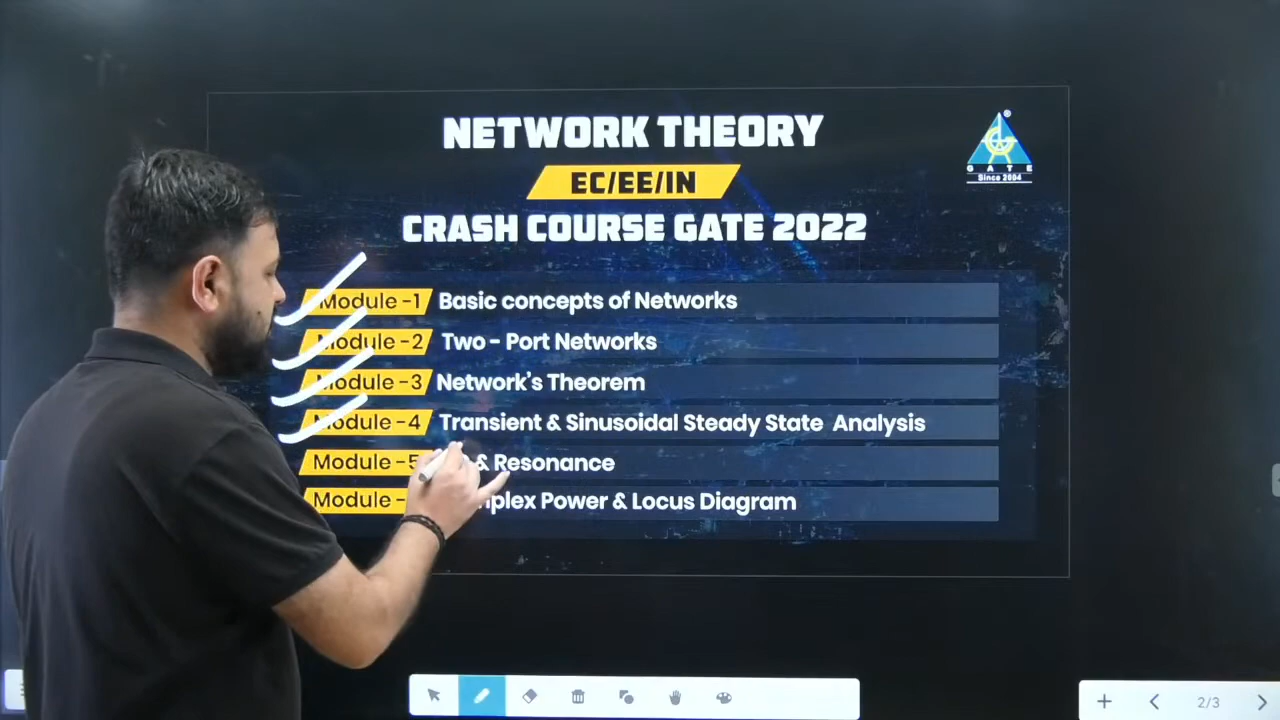 NETWORK THEORY
EC/EE/IN
CRASH COURSE GATE 2022
GATE
Since 2004
Module -1 Basic concepts of Networks
Module -2 Two - Port Networks
Module -3 Network's Theorem
Module -4 Transient & Sinusoidal Steady State Analysis
Module -5 & Resonance
Module - Power & Locus Diagram
2/3